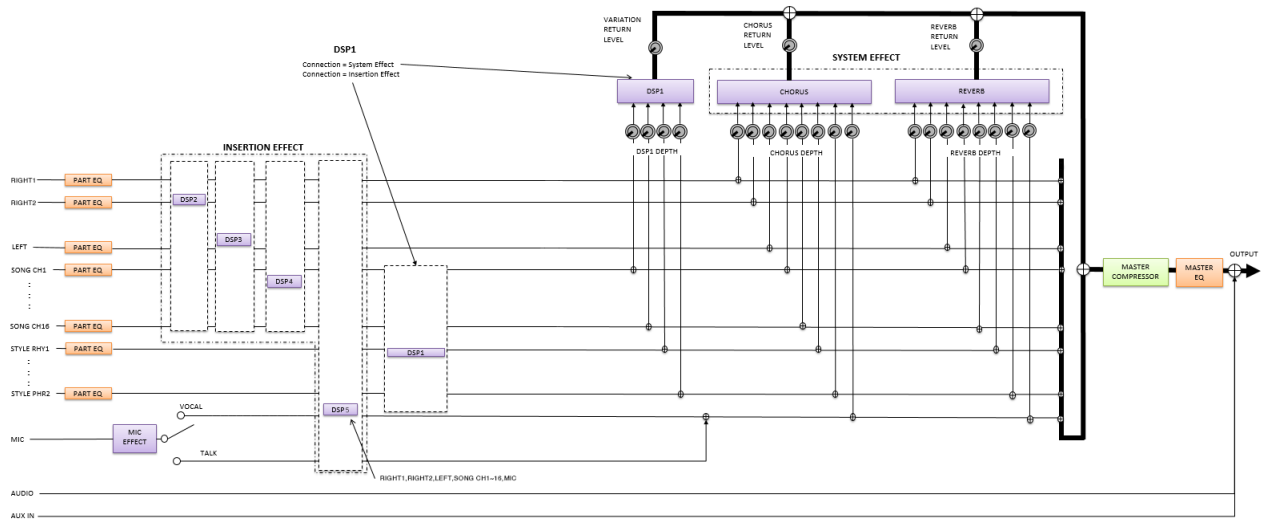 VARIATION
RETURN
LEVEL
CHORUS
RETURN
LEVEL
REVERB
RETURN
LEVEL
DSP1
Connection = System Effect
Connection = Insertion Effect
SYSTEM EFFECT
DSP1
CHORUS
REVERB
DSP1 DEPTH
CHORUS DEPTH
REVERB DEPTH
INSERTION EFFECT
RIGHT1
PART EQ
DSP2
RIGHT2
PART EQ
LEFT
PART EQ
DSP3
SONG CH1
PART EQ
DSP4
SONG CH16
PART EQ
STYLE RHY1
PART EQ
DSP1
STYLE PHR2
PART EQ
DSP5
VOCAL
MIC
MIC
EFFECT
TALK
RIGHT1,RIGHT2,LEFT,SONG CH1~16,MIC
AUDIO
AUX IN
MASTER
COMPRESSOR
MASTER
EQ
OUTPUT